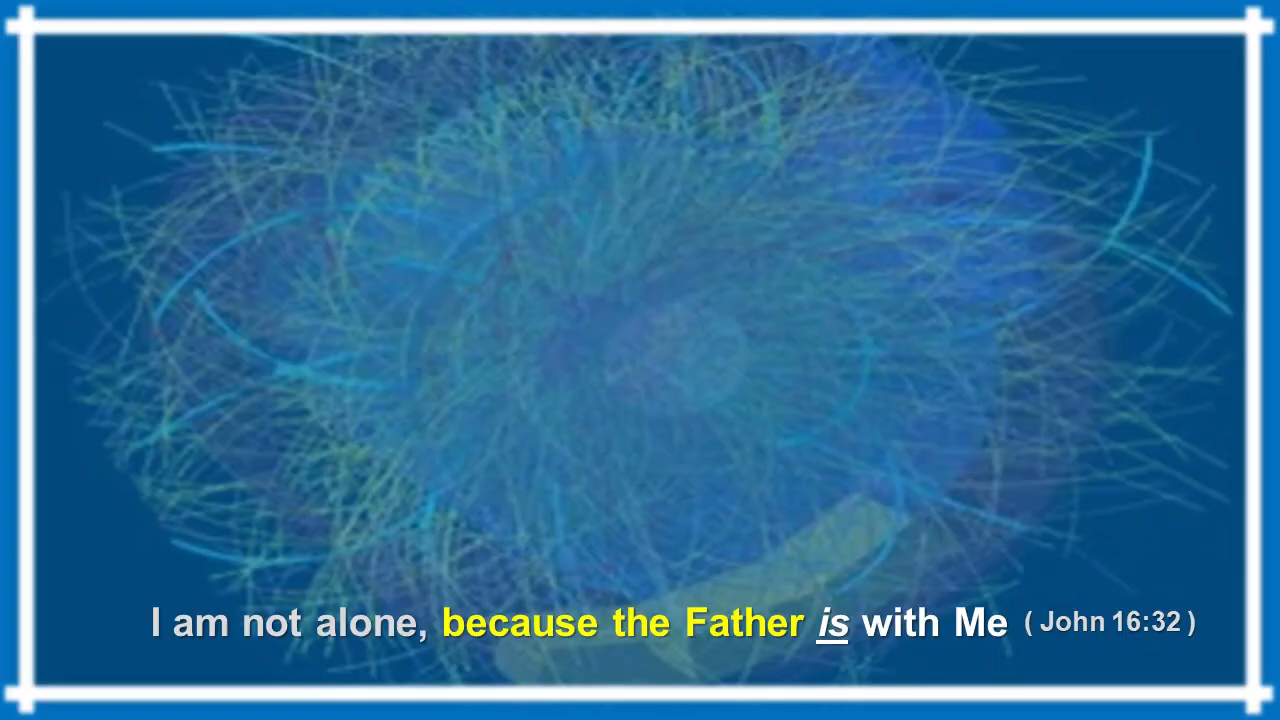 I am not alone, because the Father is with Me ( John 16:32 )